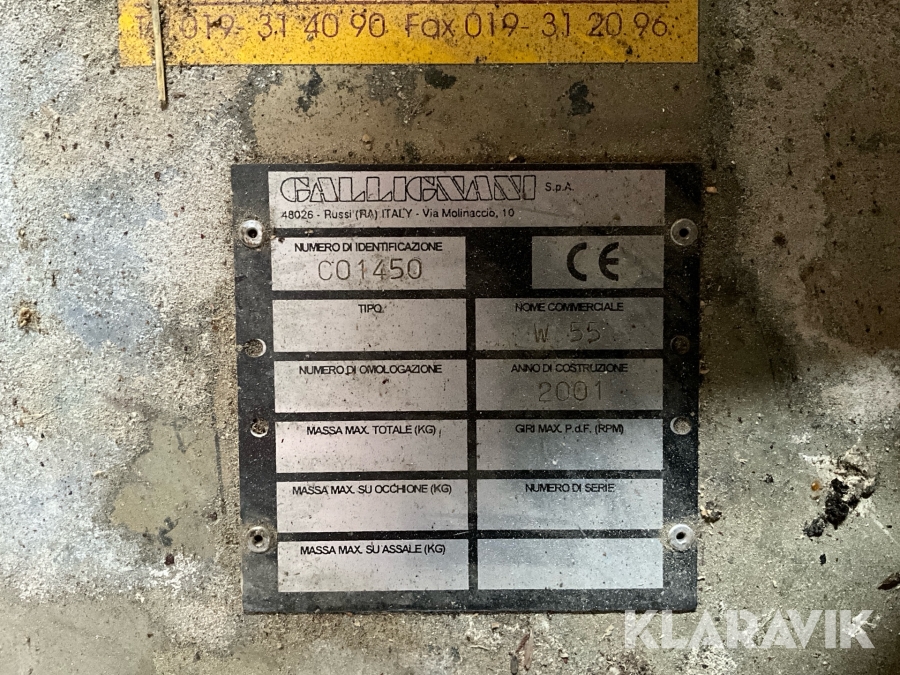 T 019- 31 40 90 Fax 019- 31 20 96
GALLIGNANI S.p.A.
48026 - Russi (RA) ITALY - Via Molinaccio, 10
NUMERO DI IDENTIFICAZIONE
C01450
CE
TIPO
NOME COMMERCIALE
W 55
NUMERO DI OMOLOGAZIONE
ANNO DI COSTRUZIONE
2001
MASSA MAX. TOTALE (KG)
GIRI MAX. P.d.F. (RPM)
MASSA MAX. SU OCCHIONE (KG)
NUMERO DI SERIE
MASSA MAX. SU ASSALE (KG)
KLARAVIK